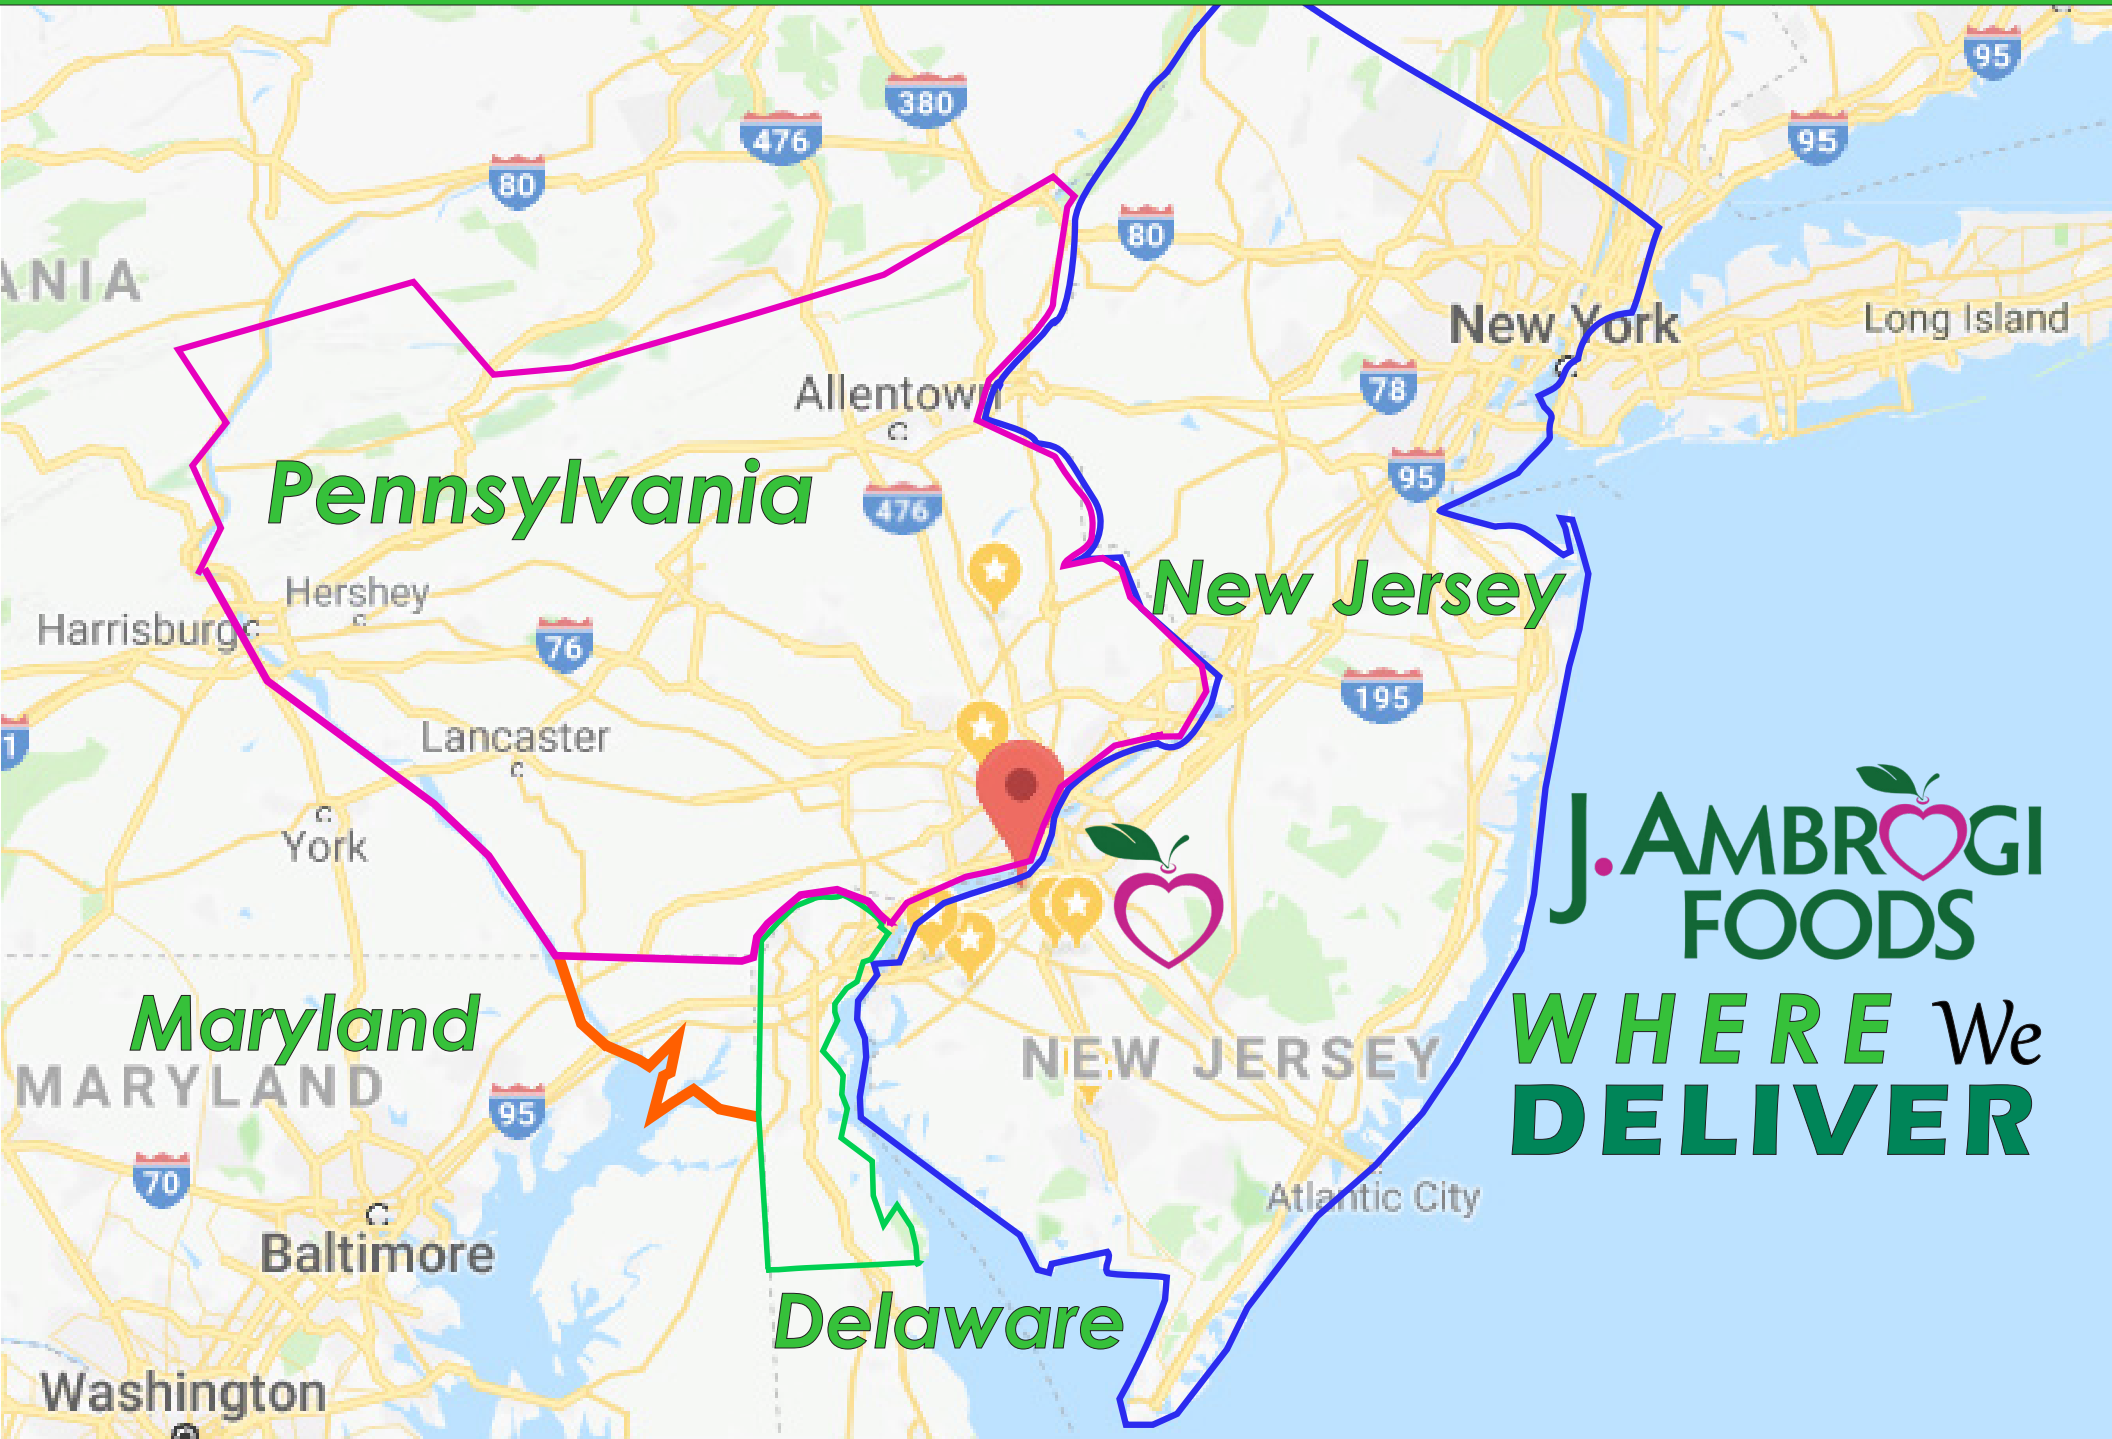 95
380
95
476
80
80
ANIA
New York
Long Island
78
Allentown
95
Pennsylvania
476
New Jersey
Hershey
Harrisburg
76
195
1
Lancaster
York
J. AMBROGI
FOODS
WHERE We
DELIVER
Maryland
NEW JERSEY
MARYLAND
95
70
Atlantic City
Baltimore
Delaware
Washington